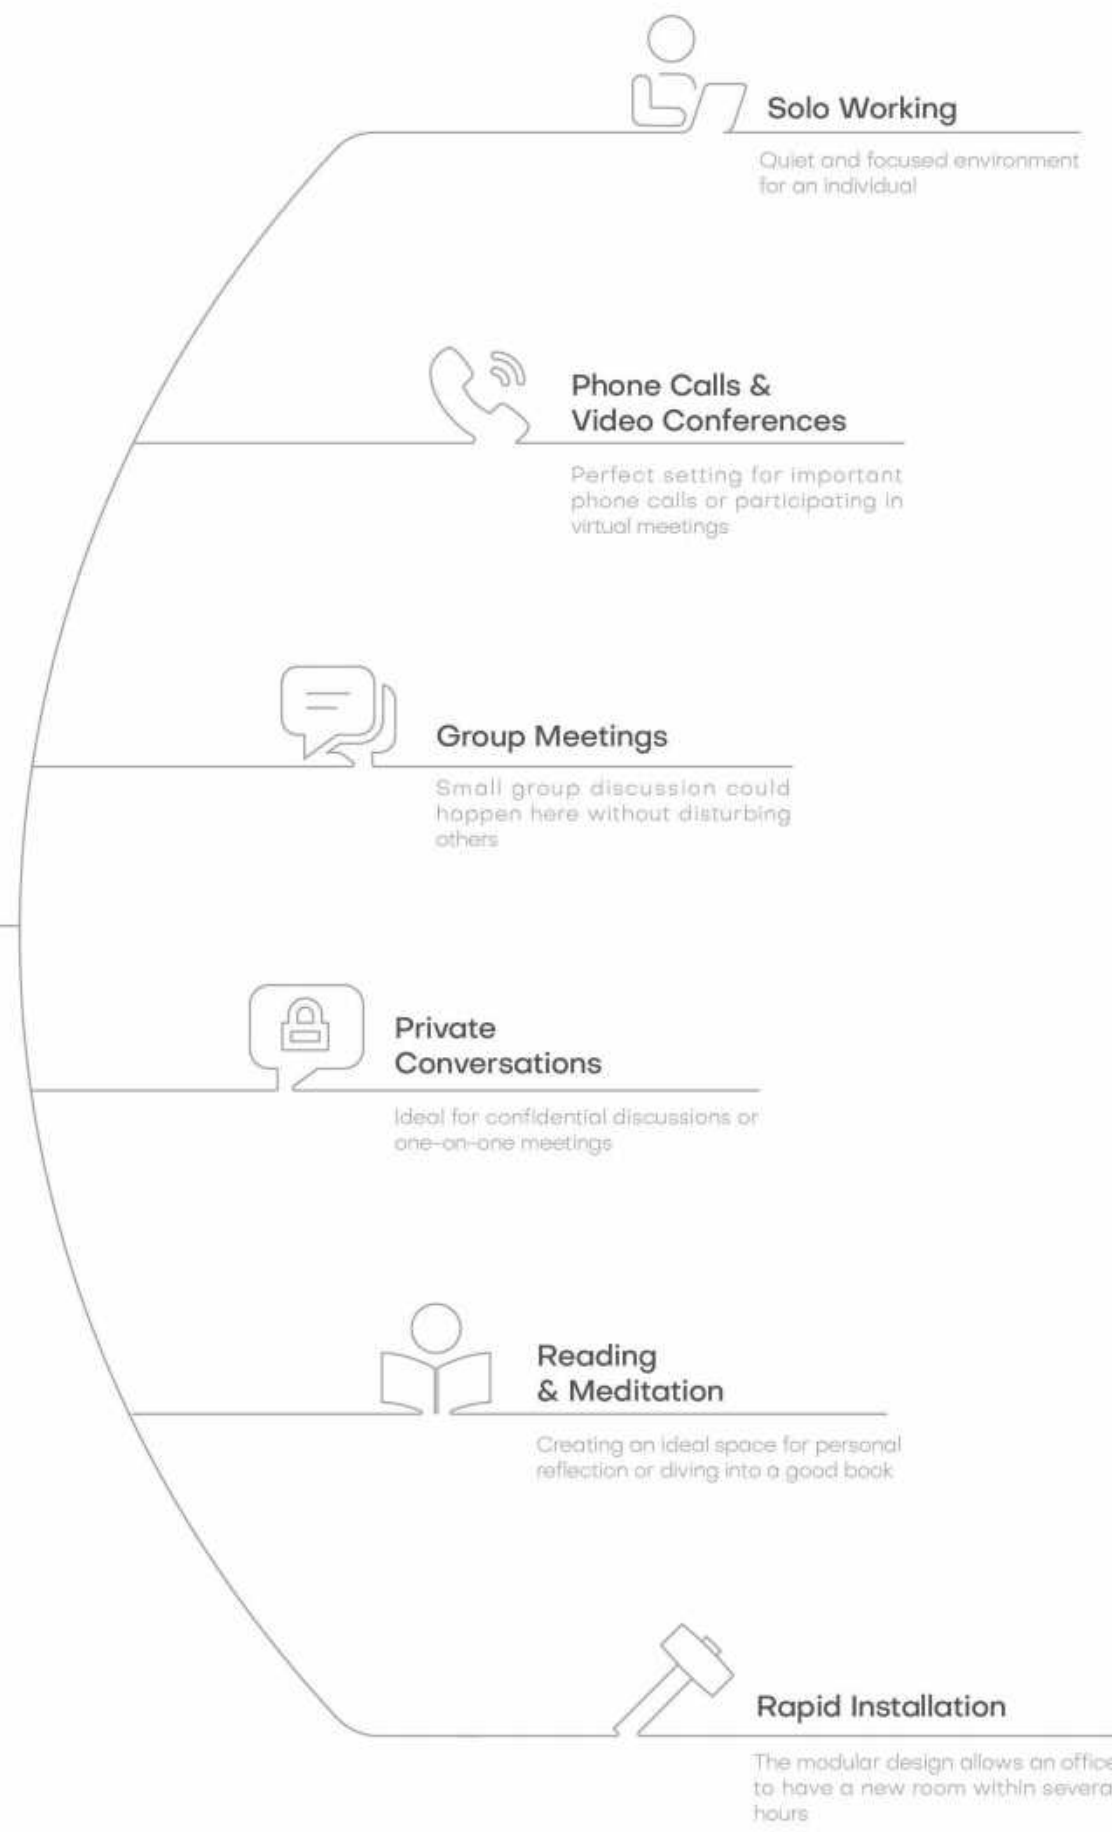 Solo Working
Quiet and focused environment
for an individual
Phone Calls &
Video Conferences
Perfect setting for important
phone calls or participating in
virtual meetings
Group Meetings
Small group discussion could
happen here without disturbing
others
Private
Conversations
Ideal for confidential discussions or
one-on-one meetings
Reading
& Meditation
Creating an ideal space for personal
reflection or diving into a good book
Rapid Installation
The modular design allows an office
to have a new room within severa
hours